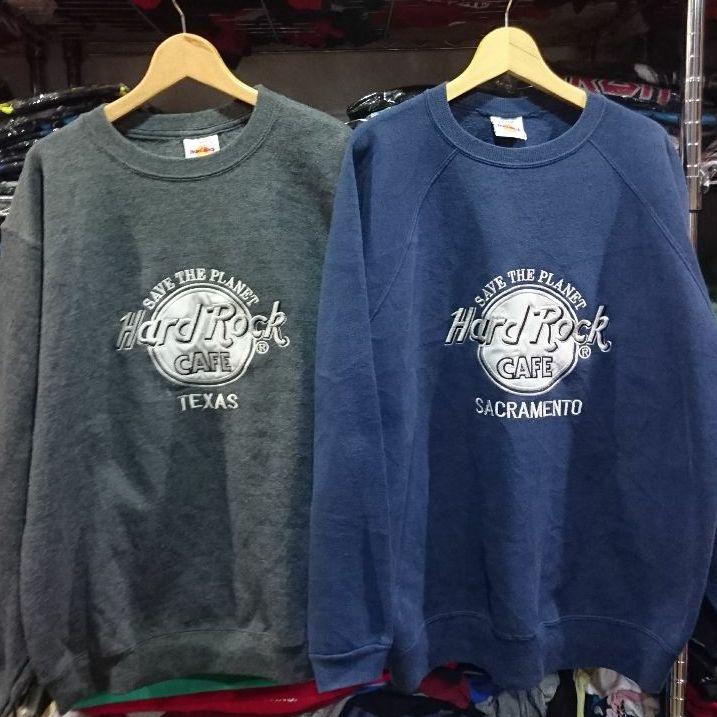 SAVE THE PLANET
Hard Rock ®
CAFE
TEXAS
SAVE THE PLANET
Hard Rock ®
CAFE
SACRAMENTO